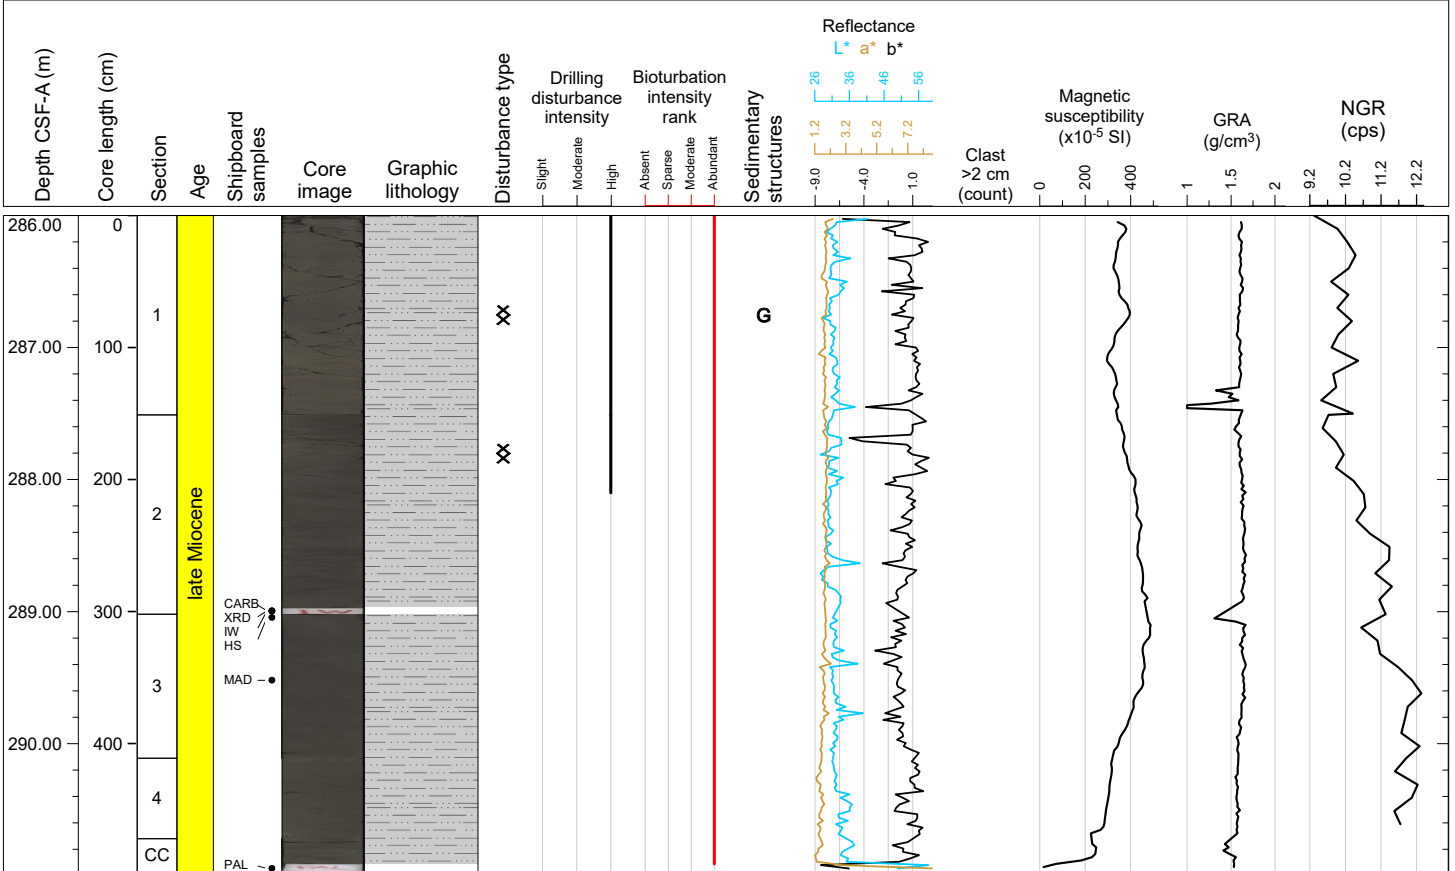 Depth CSF-A (m)
Core length (cm)
Section
Age
Shipboard
samples
Core
image
Graphic
lithology
Disturbance type
Drilling
disturbance
intensity
Slight
Moderate
High
Bioturbation
intensity
rank
Absent
Sparse
Moderate
Abundant
Sedimentary
structures
Reflectance
L* a* b*
26 36 46 56
1.2 3.2 5.2 7.2
-9.0 -4.0 1.0
Clast
>2 cm
(count)
Magnetic
susceptibility
(x10-5 SI)
0 200 400
GRA
(g/cm3)
1 1.5 2
NGR
(cps)
9.2 10.2 11.2 12.2
286.00 0
1
G
287.00 100
288.00 200
2
late Miocene
CARB
289.00 300
XRD
IW
HS
MAD
3
290.00 400
4
CC
PAL